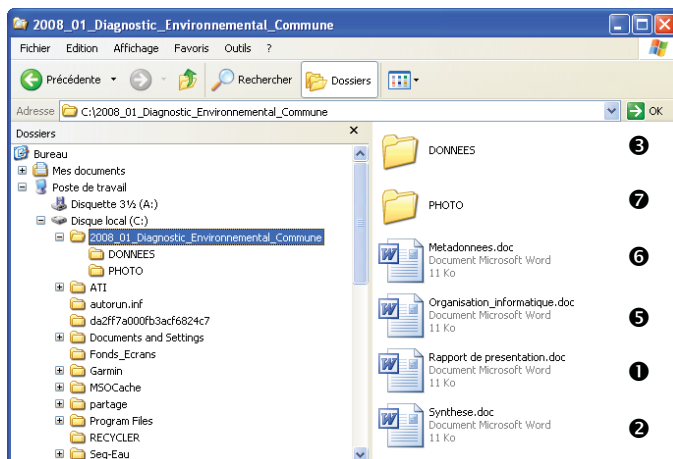 2008_01_Diagnostic_Environnemental_Commune
Fichier Edition Affichage Favoris Outils ?
Précédente Rechercher Dossiers
Adresse C:\2008_01_Diagnostic_Environnemental_Commune OK
Dossiers x
Bureau
Mes documents
Poste de travail
Disquette 3½ (A:)
Disque local (C:)
2008_01_Diagnostic_Environnemental_Commune
DONNEES
PHOTO
ATI
autorun.inf
da2ff7a000fb3acf6824c7
Documents and Settings
Fonds_Ecrans
Garmin
MSOCache
partage
Program Files
RECYCLER
Seq-Eau
DONNEES ❸
PHOTO ❼
Metadonnees.doc
Document Microsoft Word ❻
11 Ko
Organisation_informatique.doc
Document Microsoft Word ❺
11 Ko
Rapport de presentation.doc
Document Microsoft Word ❶
11 Ko
Synthese.doc
Document Microsoft Word ❷
11 Ko